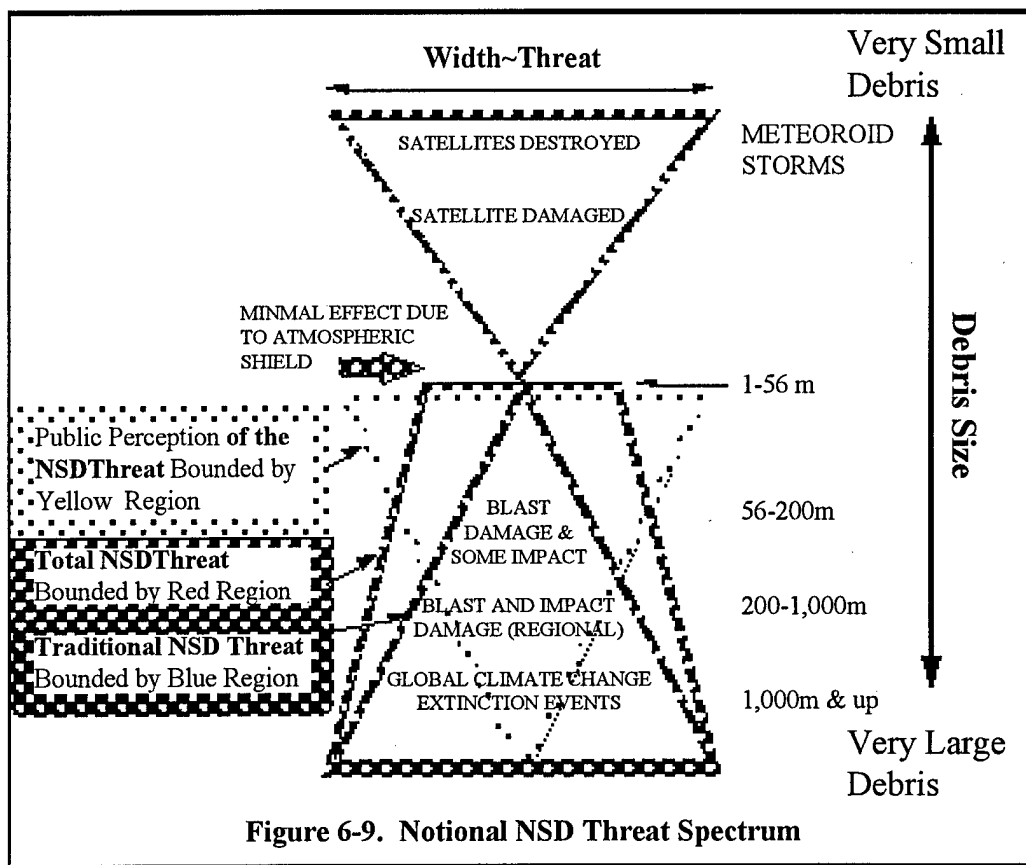 Width~Threat
Very Small
Debris
SATELLITES DESTROYED
METEOROID
STORMS
SATELLITE DAMAGED
MINMAL EFFECT DUE
TO ATMOSPHERIC
SHIELD
1-56 m
Debris Size
Public Perception of the
NSDThreat Bounded by
Yellow Region
BLAST
DAMAGE &
SOME IMPACT
56-200m
Total NSDThreat
Bounded by Red Region
BLAST AND IMPACT
DAMAGE (REGIONAL)
200-1,000m
Traditional NSD Threat
Bounded by Blue Region
GLOBAL CLIMATE CHANGE
EXTINCTION EVENTS
1,000m & up
Very Large
Debris
Figure 6-9. Notional NSD Threat Spectrum